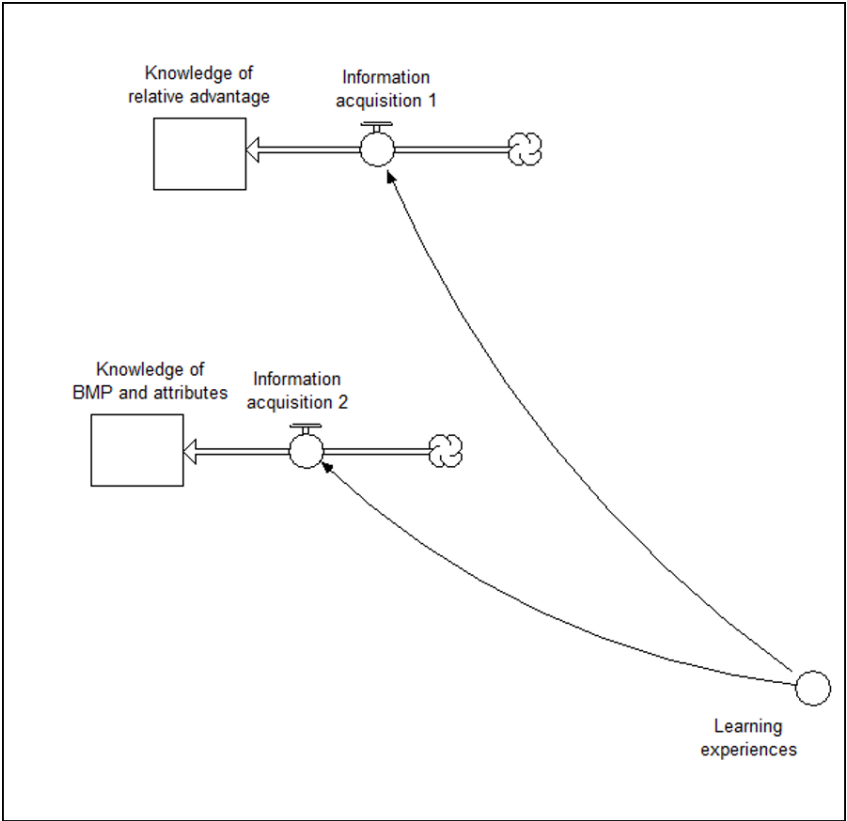 Knowledge of
relative advantage
Information
acquisition 1
Knowledge of
BMP and attributes
Information
acquisition 2
Learning
experiences